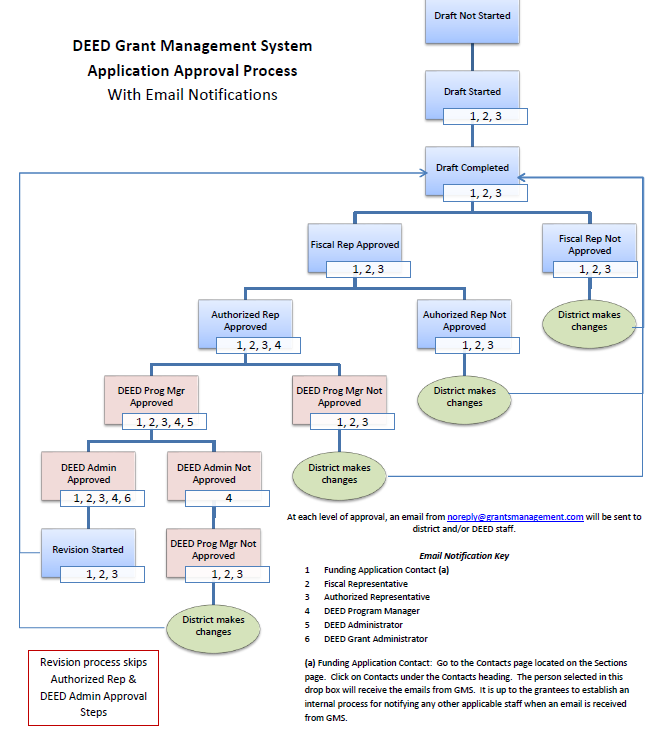 DEED Grant Management System
Application Approval Process
With Email Notifications
Draft Not Started
Draft Started
1, 2, 3
Draft Completed
1, 2, 3
Fiscal Rep Approved
1, 2, 3
Fiscal Rep Not
Approved
1, 2, 3
District makes
changes
Authorized Rep
Approved
1, 2, 3, 4
Auhorized Rep Not
Approved
1, 2, 3
District makes
changes
DEED Prog Mgr
Approved
1, 2, 3, 4, 5
DEED Prog Mgr Not
Approved
1, 2, 3
District makes
changes
DEED Admin
Approved
1, 2, 3, 4, 6
DEED Admin Not
Approved
4
Revision Started
1, 2, 3
DEED Prog Mgr Not
Approved
1, 2, 3
District makes
changes
Revision process skips
Authorized Rep &
DEED Admin Approval
Steps
At each level of approval, an email from noreply@grantsmanagement.com will be sent to
district and/or DEED staff.
Email Notification Key
1 Funding Application Contact (a)
2 Fiscal Representative
3 Authorized Representative
4 DEED Program Manager
5 DEED Administrator
6 DEED Grant Administrator
(a) Funding Application Contact: Go to the Contacts page located on the Sections
page. Click on Contacts under the Contacts heading. The person selected in this
drop box will receive the emails from GMS. It is up to the grantees to establish an
internal process for notifying any other applicable staff when an email is received
from GMS.